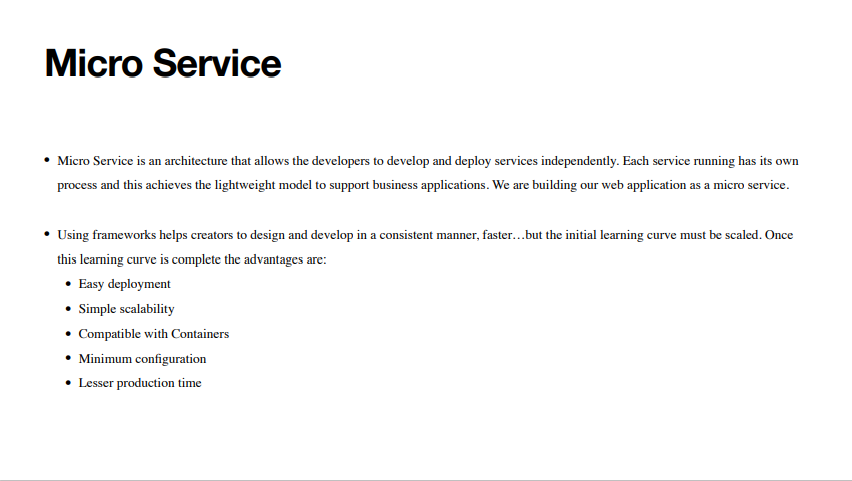 Micro Service
• Micro Service is an architecture that allows the developers to develop and deploy services independently. Each service running has its own
process and this achieves the lightweight model to support business applications. We are building our web application as a micro service.
• Using frameworks helps creators to design and develop in a consistent manner, faster…but the initial learning curve must be scaled. Once
this learning curve is complete the advantages are:
• Easy deployment
• Simple scalability
• Compatible with Containers
• Minimum configuration
• Lesser production time